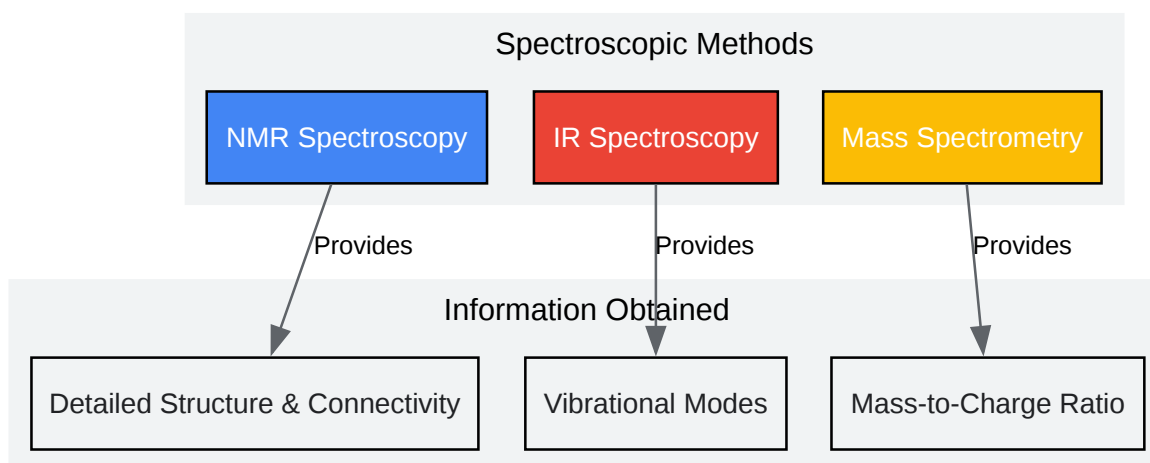 Spectroscopic Methods
NMR Spectroscopy
IR Spectroscopy
Mass Spectrometry
Provides
Provides
Provides
Information Obtained
Detailed Structure & Connectivity
Vibrational Modes
Mass-to-Charge Ratio